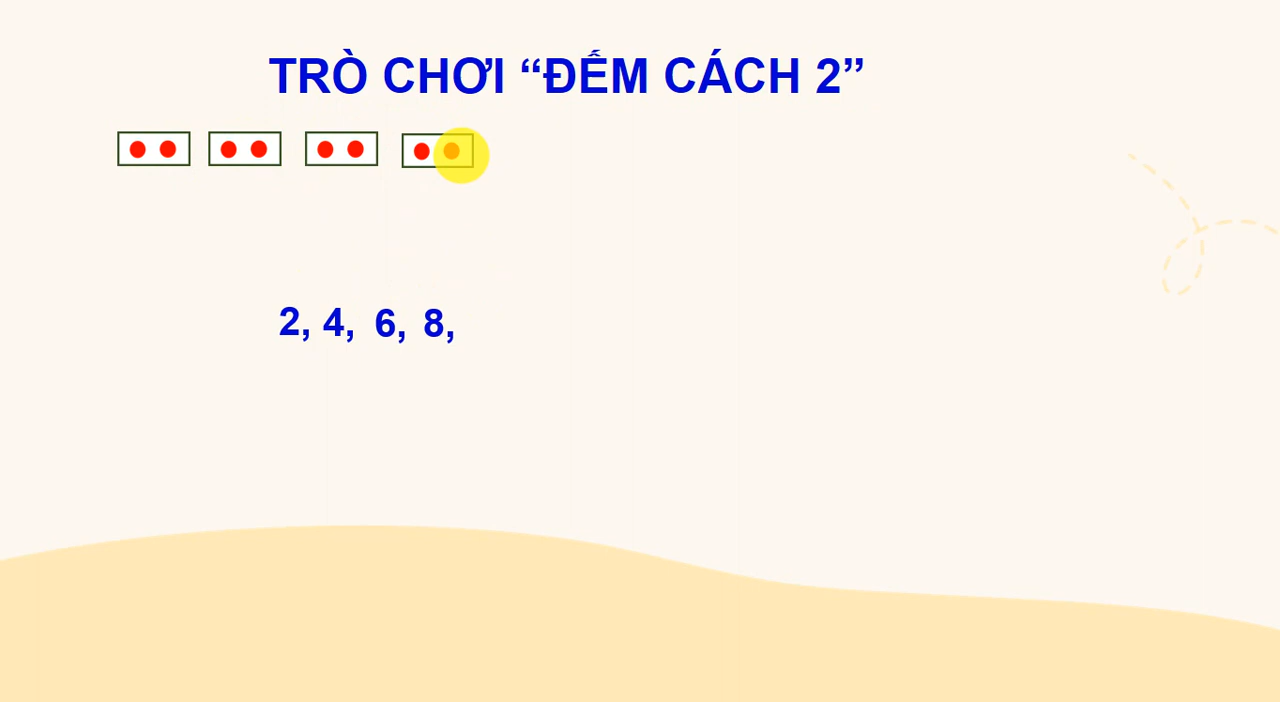 TRÒ CHƠI “ĐẾM CÁCH 2”
2, 4, 6, 8,